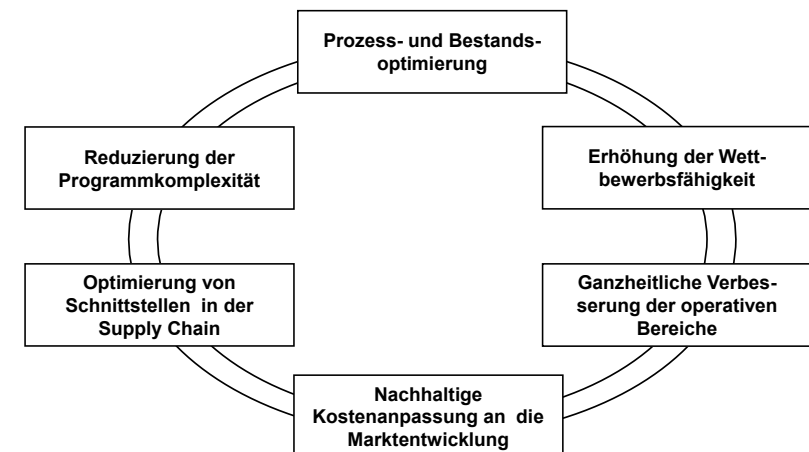 Prozess- und Bestands-
optimierung
Reduzierung der
Programmkomplexität
Erhöhung der Wett-
bewerbsfähigkeit
Optimierung von
Schnittstellen in der
Supply Chain
Ganzheitliche Verbes-
serung der operativen
Bereiche
Nachhaltige
Kostenanpassung an die
Marktentwicklung